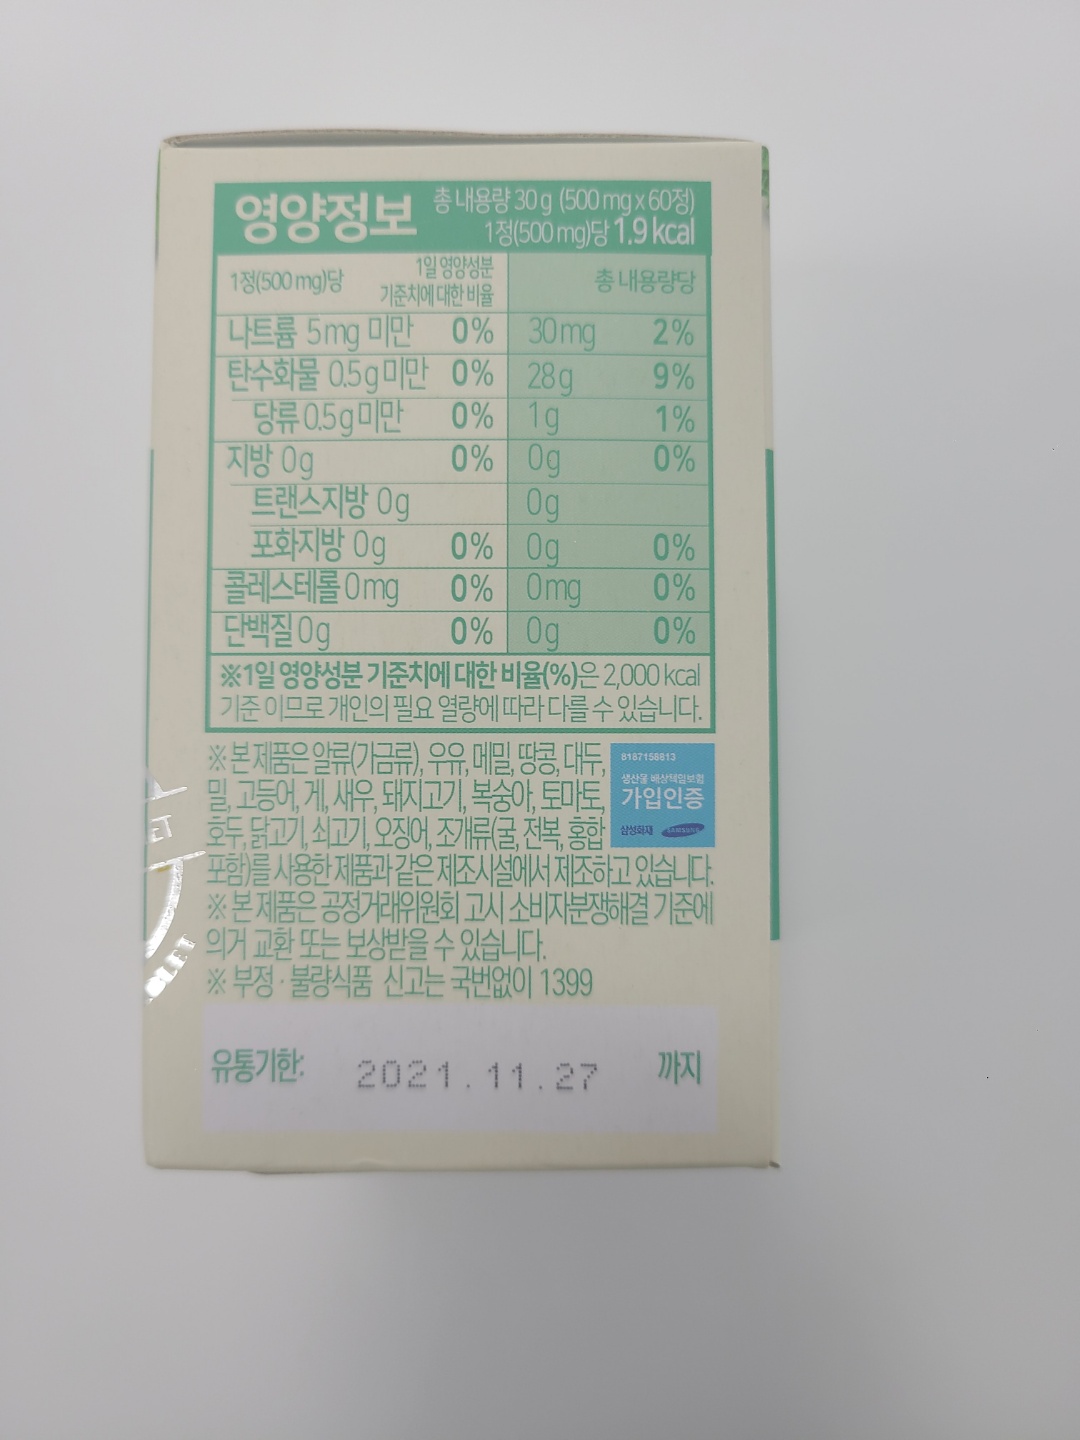 영양정보
총 내용량 30 g (500 mg x 60정)
1정(500 mg)당 1.9 kcal
1정(500 mg)당 1일 영양성분 기준치에 대한 비율 총 내용량당
나트륨 5mg 미만 0% 30mg 2%
탄수화물 0.5g미만 0% 28g 9%
당류 0.5g미만 0% 1g 1%
지방 0g 0% 0g 0%
트랜스지방 0g 0g
포화지방 0g 0% 0g 0%
콜레스테롤 0mg 0% 0mg 0%
단백질 0g 0% 0g 0%
※1일 영양성분 기준치에 대한 비율(%)은 2,000 kcal
기준 이므로 개인의 필요 열량에 따라 다를 수 있습니다.
※ 본 제품은 알류(가금류), 우유, 메밀, 땅콩, 대두,
밀, 고등어, 게, 새우, 돼지고기, 복숭아, 토마토,
호두, 닭고기, 쇠고기, 오징어, 조개류(굴, 전복, 홍합
포함)를 사용한 제품과 같은 제조시설에서 제조하고 있습니다.
8187158813
생산물 배상책임보험
가입인증
삼성화재 SAMSUNG
※ 본 제품은 공정거래위원회 고시 소비자분쟁해결 기준에
의거 교환 또는 보상받을 수 있습니다.
※ 부정 · 불량식품 신고는 국번없이 1399
유통기한: 2021.11.27 까지